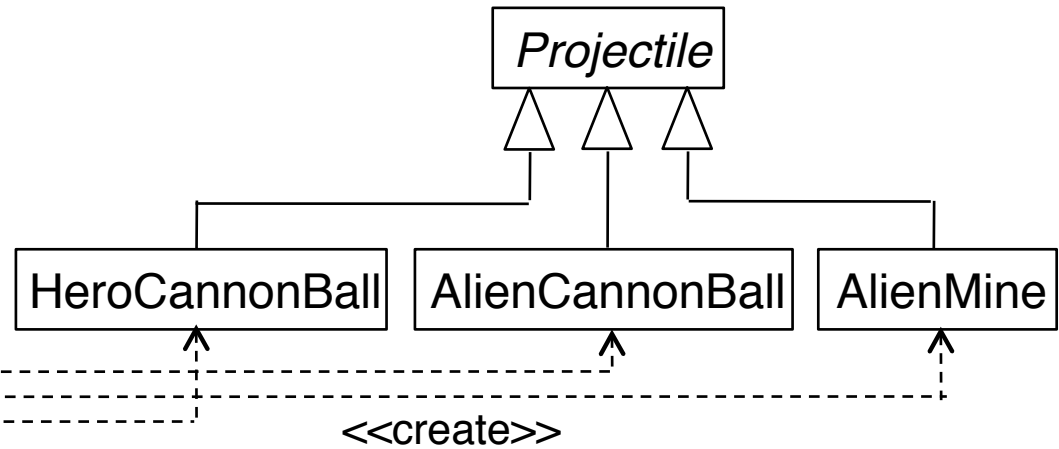 Projectile
HeroCannonBall
AlienCannonBall
AlienMine
<<create>>